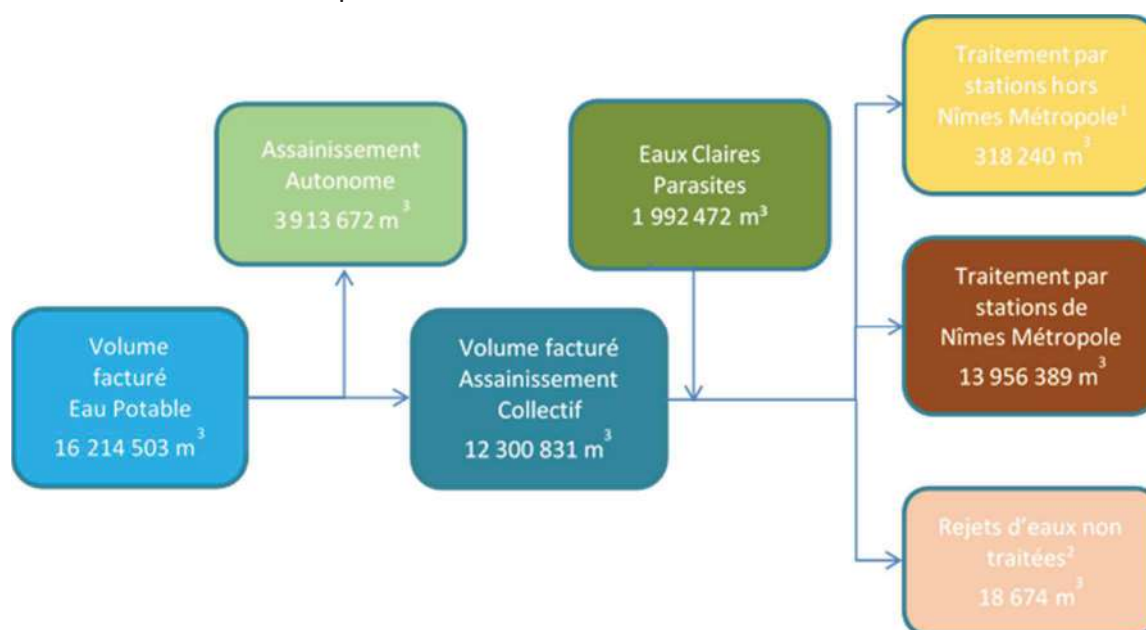 Volume
facturé
Eau Potable
16 214 503 m³
Assainissement
Autonome
3 913 672 m³
Volume facturé
Assainissement
Collectif
12 300 831 m³
Eaux Claires
Parasites
1 992 472 m³
Traitement par
stations hors
Nîmes Métropole¹
318 240 m³
Traitement par
stations de
Nîmes Métropole
13 956 389 m³
Rejets d'eaux non
traitées²
18 674 m³